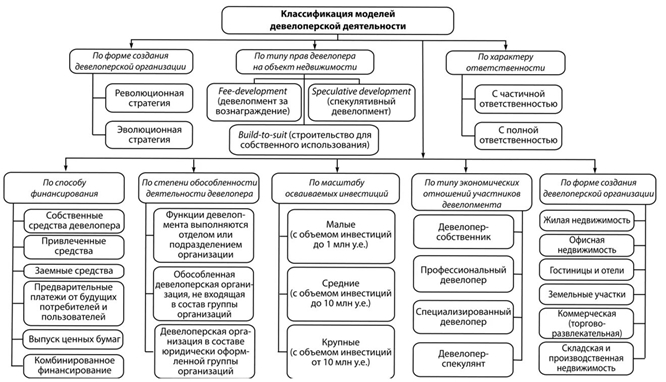 Классификация моделей
девелоперской деятельности
По форме создания
девелоперской организации
Революционная
стратегия
Эволюционная
стратегия
По типу прав девелопера
на объект недвижимости
Fee-development
(девелопмент за
вознаграждение)
Speculative development
(спекулятивный
девелопмент)
Build-to-suit (строительство для
собственного использования)
По характеру
ответственности
С частичной
ответственностью
С полной
ответственностью
По способу
финансирования
Собственные
средства девелопера
Привлеченные
средства
Заемные средства
Предварительные
платежи от будущих
потребителей и
пользователей
Выпуск ценных бумаг
Комбинированное
финансирование
По степени обособленности
деятельности девелопера
Функции девелоп-
мента выполняются
отделом или
подразделением
организации
Обособленная
девелоперская орга-
низация, не входящая
в состав группы
организаций
Девелоперская орга-
низация в составе
юридически оформ-
ленной группы
организаций
По масштабу
осваиваемых инвестиций
Малые
(с объемом инвестиций
до 1 млн у.е.)
Средние
(с объемом инвестиций
до 10 млн у.е.)
Крупные
(с объемом инвестиций
от 10 млн у.е.)
По типу экономических
отношений участников
девелопмента
Девелопер-
собственник
Профессиональный
девелопер
Специализированный
девелопер
Девелопер-
спекулянт
По форме создания
девелоперской организации
Жилая недвижимость
Офисная
недвижимость
Гостиницы и отели
Земельные участки
Коммерческая
(торгово-
развлекательная)
Складская и
производственная
недвижимость